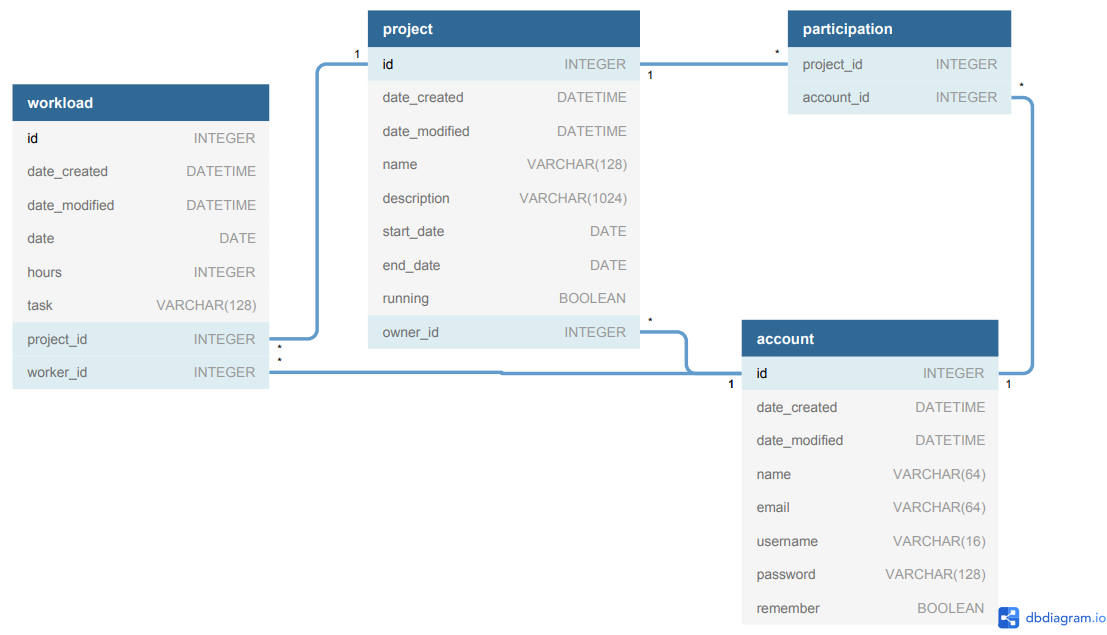 workload
id INTEGER
date_created DATETIME
date_modified DATETIME
date DATE
hours INTEGER
task VARCHAR(128)
project_id INTEGER
worker_id INTEGER
*
*
project
1
id INTEGER
1
date_created DATETIME
date_modified DATETIME
name VARCHAR(128)
description VARCHAR(1024)
start_date DATE
end_date DATE
running BOOLEAN
owner_id INTEGER
*
participation
*
project_id INTEGER
account_id INTEGER
*
account
id INTEGER
1
1
date_created DATETIME
date_modified DATETIME
name VARCHAR(64)
email VARCHAR(64)
username VARCHAR(16)
password VARCHAR(128)
remember BOOLEAN
dbdiagram.io